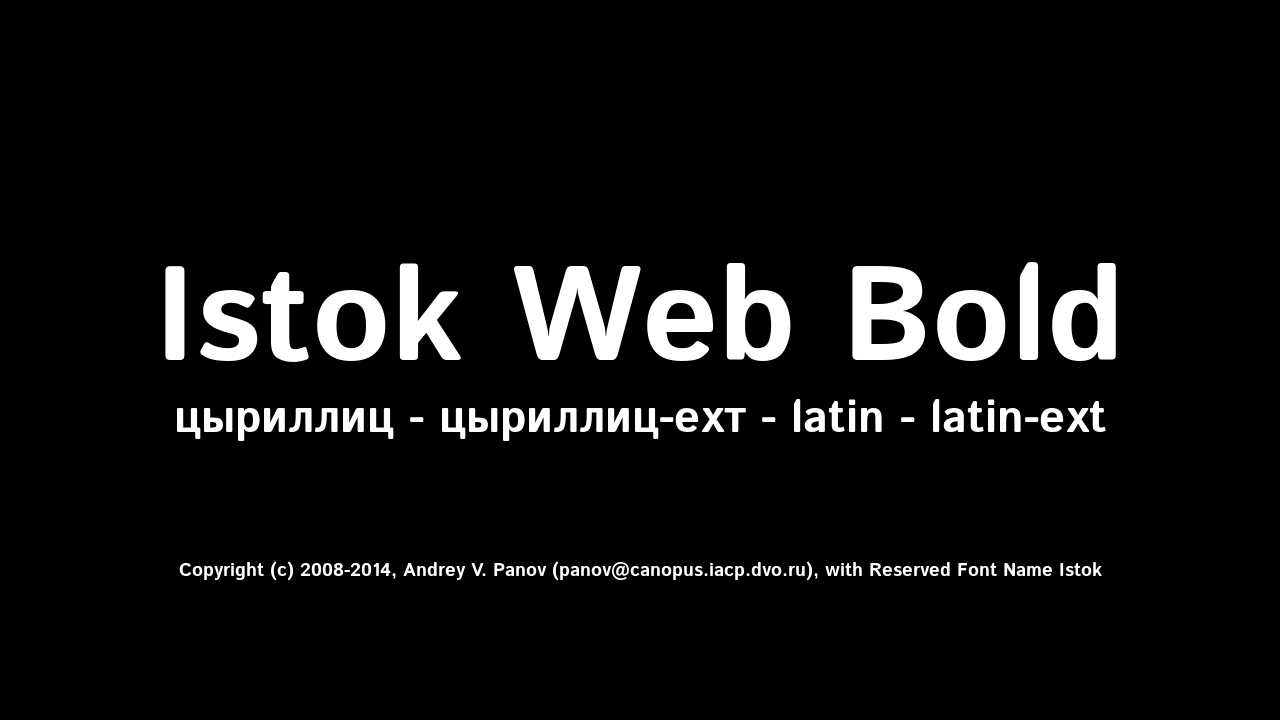 Istok Web Bold
цыриллиц - цыриллиц-ехт - latin - latin-ext
Copyright (c) 2008-2014, Andrey V. Panov (panov@canopus.iacp.dvo.ru), with Reserved Font Name Istok